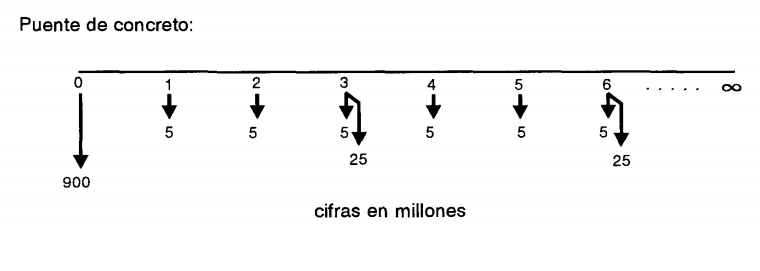 Puente de concreto:
0 1 2 3 4 5 6 ..... ∞
5 5 5 5 5 5
25 25
900
cifras en millones